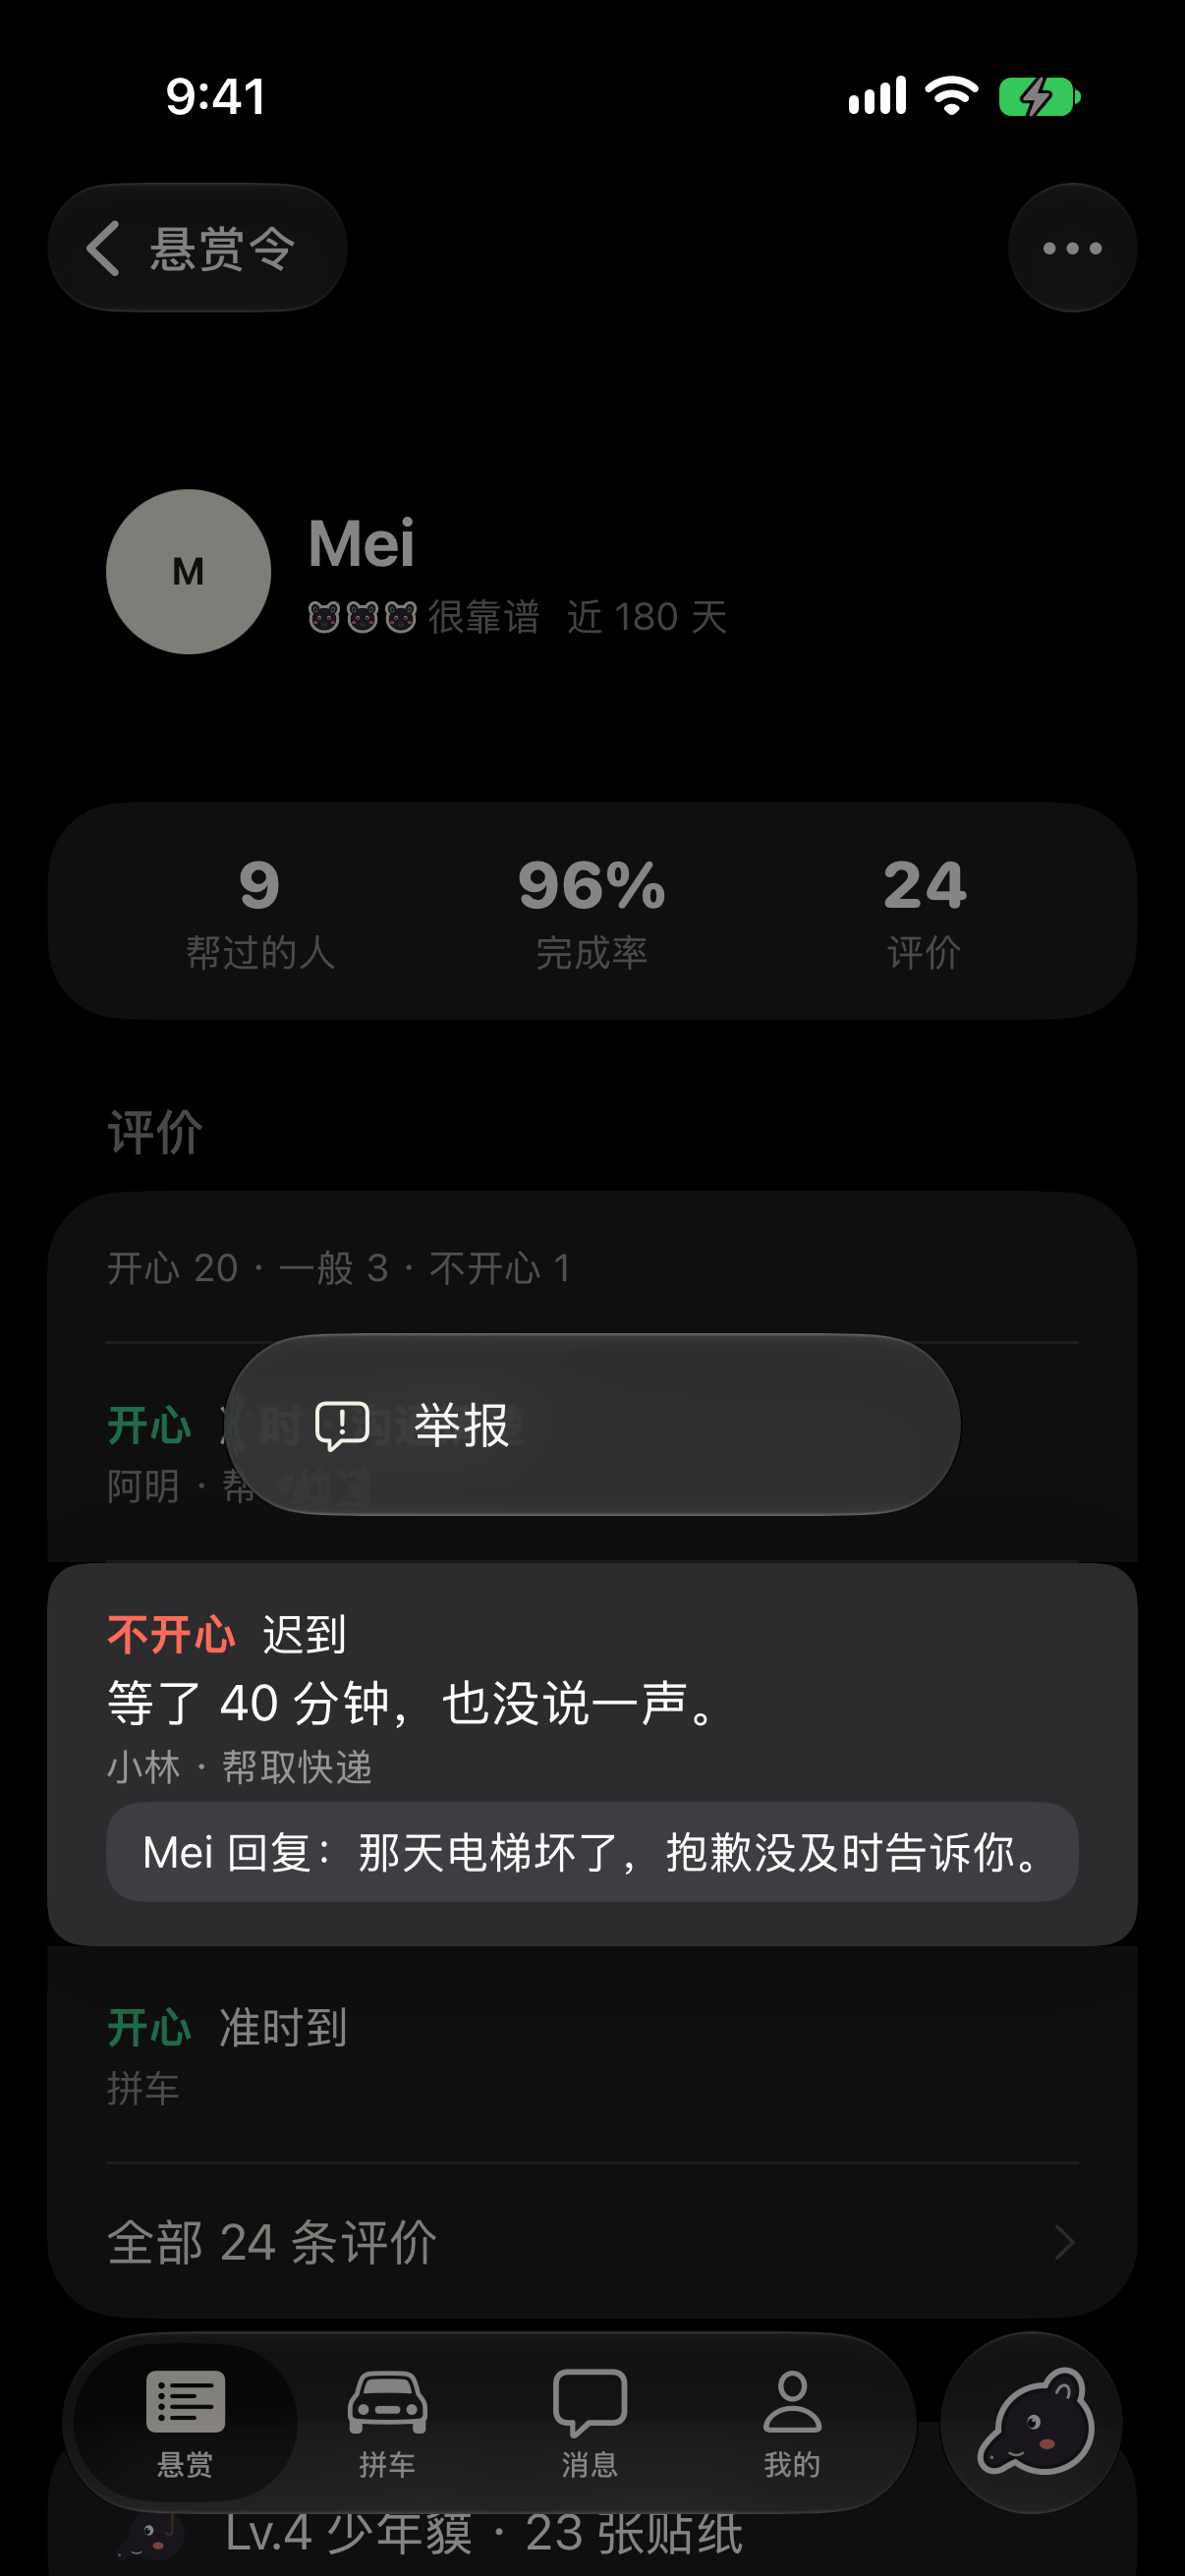 9:41
悬赏令
M
Mei
很靠谱 近 180 天
9
帮过的人
96%
完成率
24
评价
评价
开心 20 · 一般 3 · 不开心 1
举报
开心
阿明 · 帮
不开心 迟到
等了 40 分钟，也没说一声。
小林 · 帮取快递
Mei 回复：那天电梯坏了，抱歉没及时告诉你。
开心 准时到
拼车
全部 24 条评价
悬赏
拼车
消息
我的
Lv.4 少年貘 · 23 张贴纸